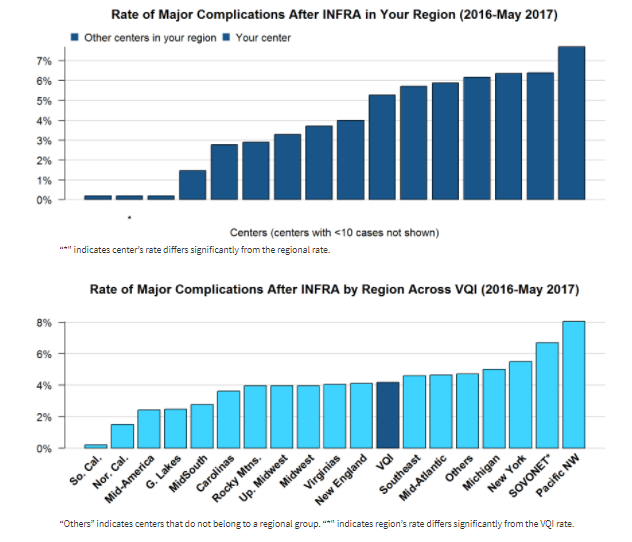 Rate of Major Complications After INFRA in Your Region (2016-May 2017)
Other centers in your region Your center
7%
6%
5%
4%
3%
2%
1%
0%
*
Centers (centers with <10 cases not shown)
"*" indicates center's rate differs significantly from the regional rate.
Rate of Major Complications After INFRA by Region Across VQI (2016-May 2017)
8%
6%
4%
2%
0%
So. Cal.
Nor. Cal.
Mid-America
G. Lakes
MidSouth
Carolinas
Rocky Mtns.
Up. Midwest
Midwest
Virginias
New England
VQI
Southeast
Mid-Atlantic
Others
Michigan
New York
SOVONET*
Pacific NW
"Others" indicates centers that do not belong to a regional group. "*" indicates region's rate differs significantly from the VQI rate.